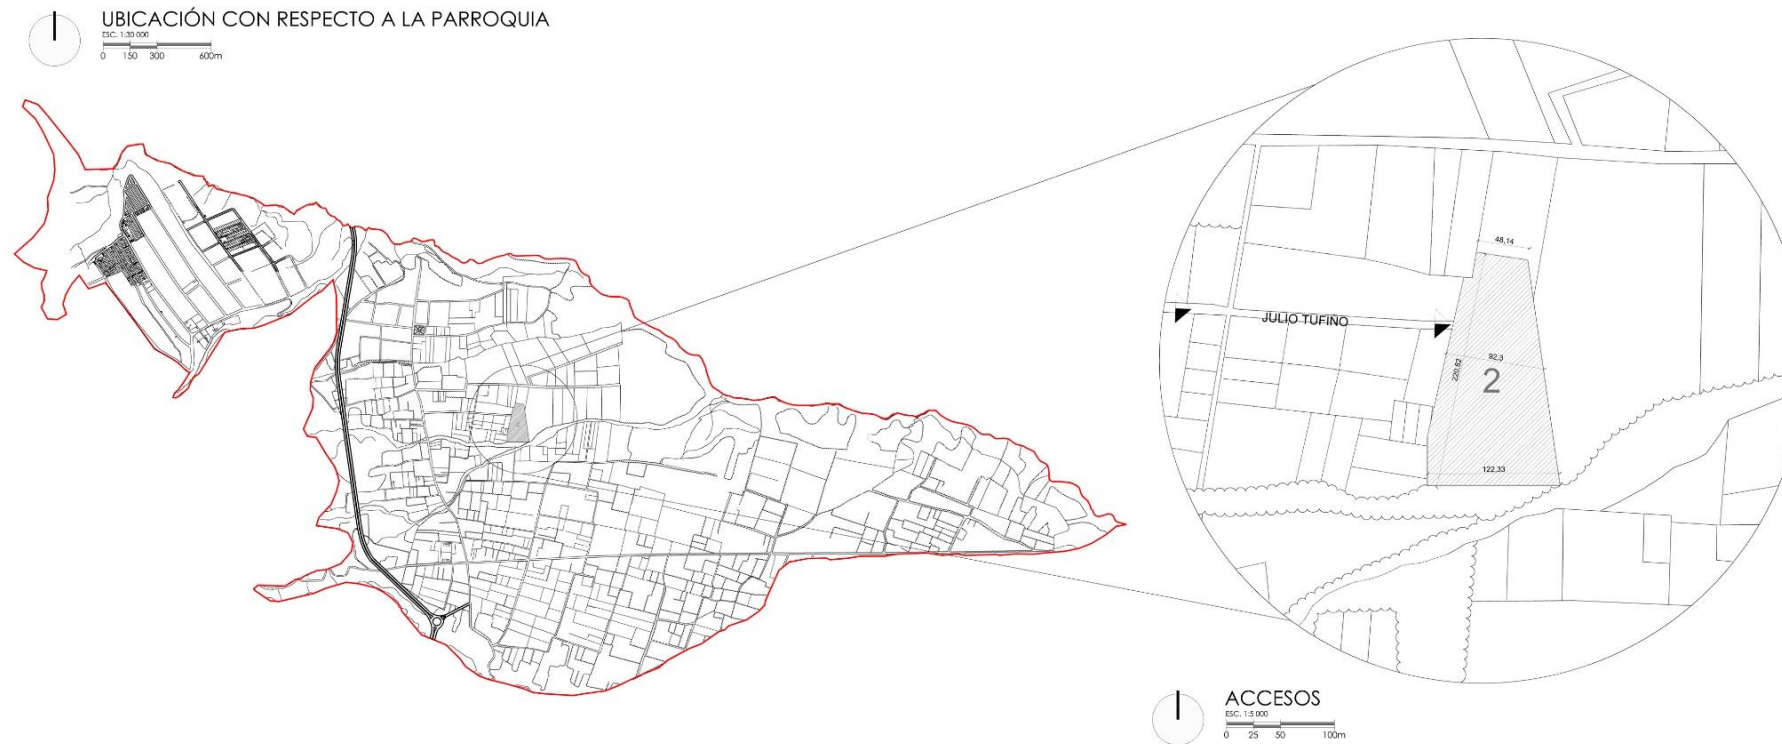 UBICACIÓN CON RESPECTO A LA PARROQUIA
ESC. 1:30 000
0 150 300 600m
48,14
JULIO TUFIÑO
92,3
220,82
2
122,33
ACCESOS
ESC. 1:5 000
0 25 50 100m